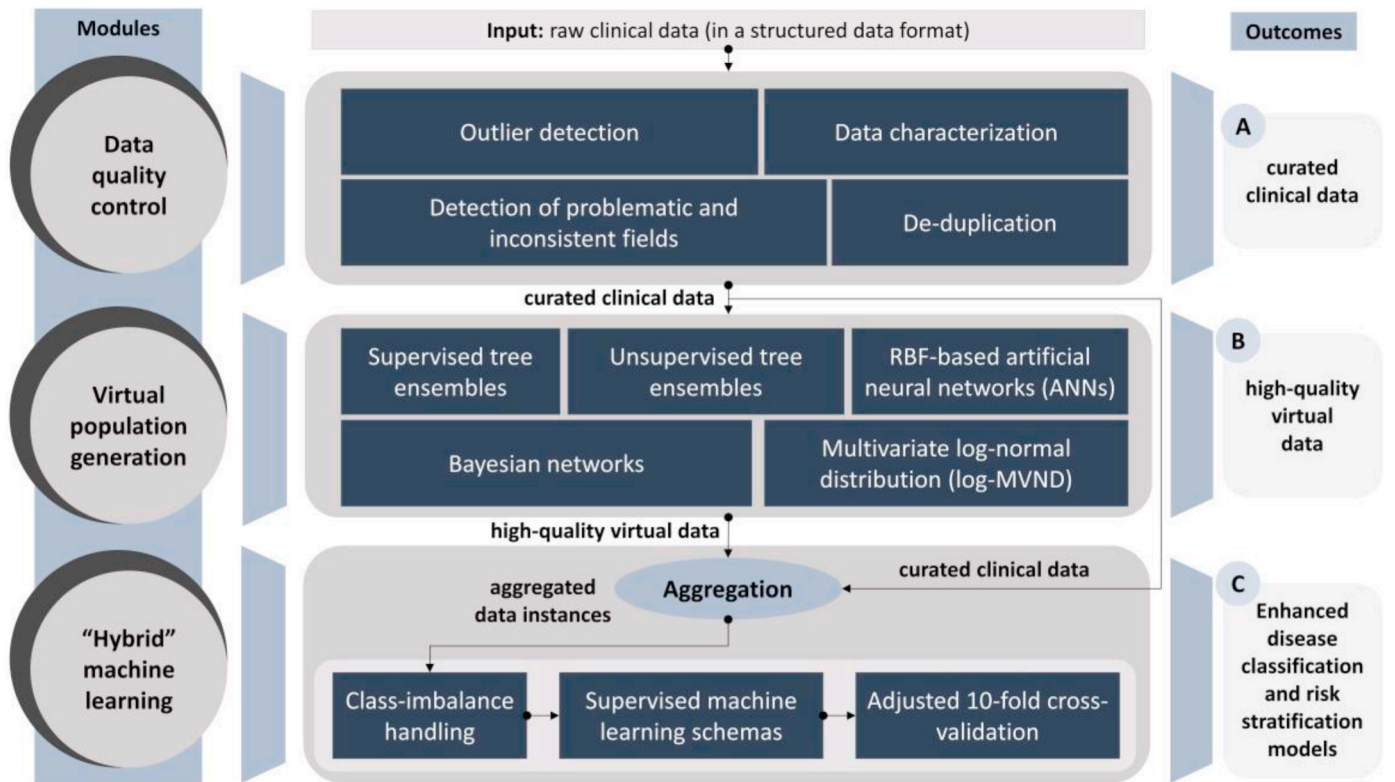 Modules
Input: raw clinical data (in a structured data format)
Outcomes
Data
quality
control
Outlier detection
Data characterization
Detection of problematic and
inconsistent fields
De-duplication
A
curated
clinical data
curated clinical data
Virtual
population
generation
Supervised tree
ensembles
Unsupervised tree
ensembles
RBF-based artificial
neural networks (ANNs)
Bayesian networks
Multivariate log-normal
distribution (log-MVND)
B
high-quality
virtual
data
high-quality virtual data
“Hybrid”
machine
learning
aggregated
data instances
Aggregation
curated clinical data
Class-imbalance
handling
Supervised machine
learning schemas
Adjusted 10-fold cross-
validation
C
Enhanced
disease
classification
and risk
stratification
models